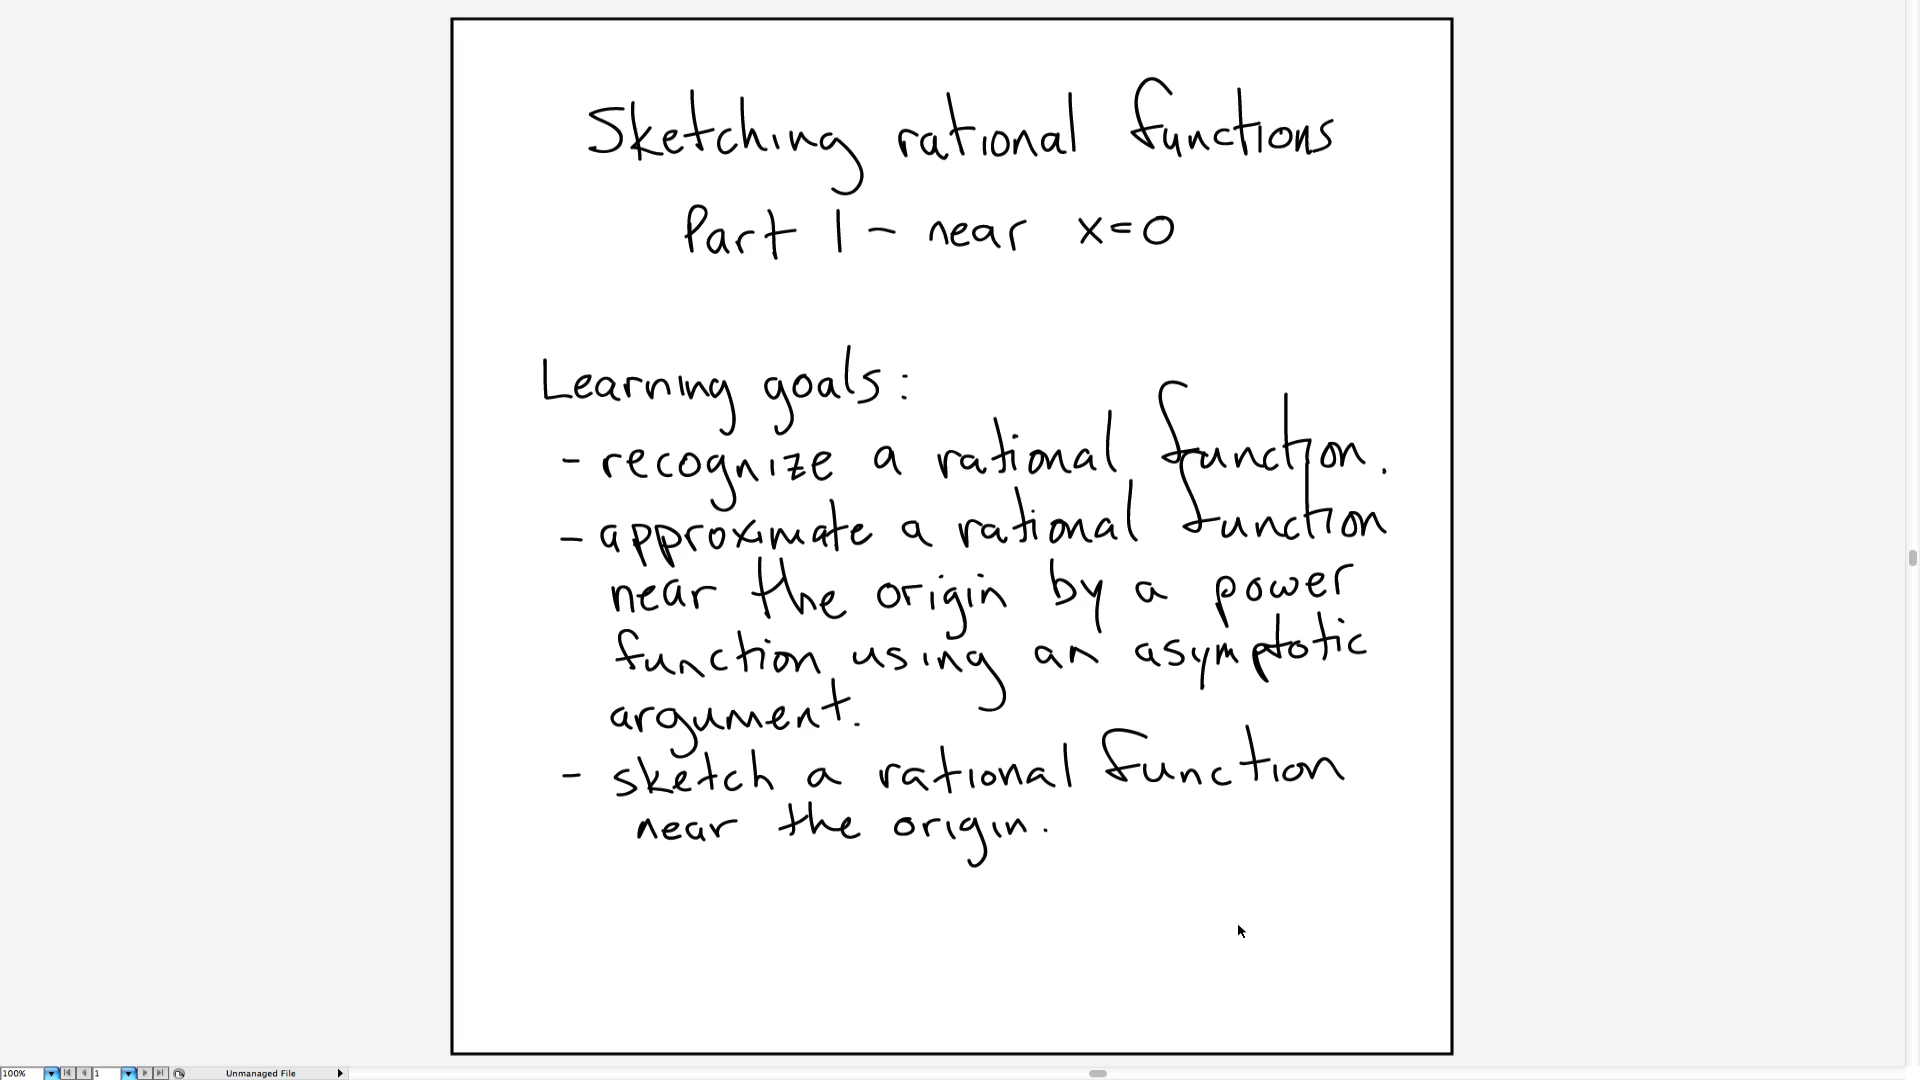 Sketching rational functions
Part 1 - near x=0
Learning goals:
- recognize a rational function.
- approximate a rational function
near the origin by a power
function using an asymptotic
argument.
- sketch a rational function
near the origin.
100% 1 Unmanaged File